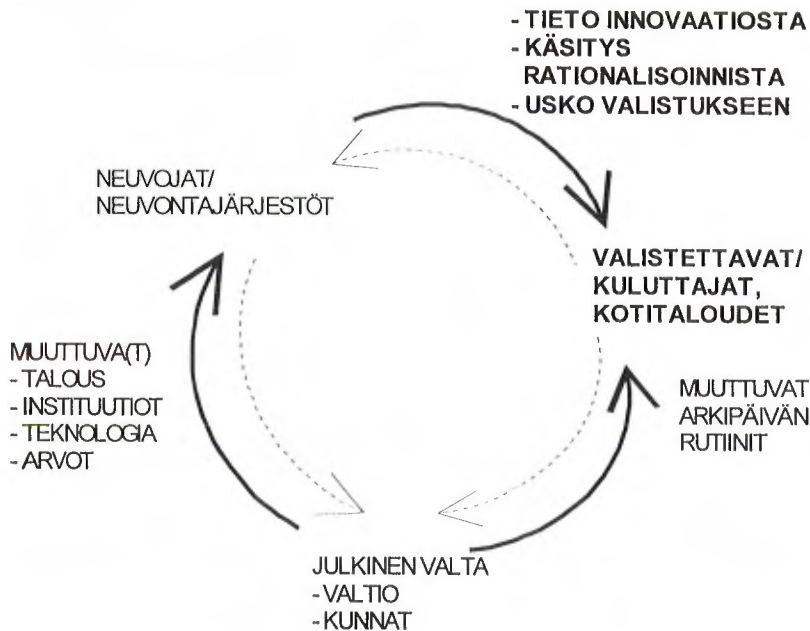 - TIETO INNOVAATIOSTA
- KÄSITYS
RATIONALISOINNISTA
- USKO VALISTUKSEEN
NEUVOJAT/
NEUVONTAJÄRJESTÖT
VALISTETTAVAT/
KULUTTAJAT,
KOTITALOUDET
MUUTTUVA(T)
- TALOUS
- INSTITUUTIOT
- TEKNOLOGIA
- ARVOT
MUUTTUVAT
ARKIPÄIVÄN
RUTIINIT
JULKINEN VALTA
- VALTIO
- KUNNAT